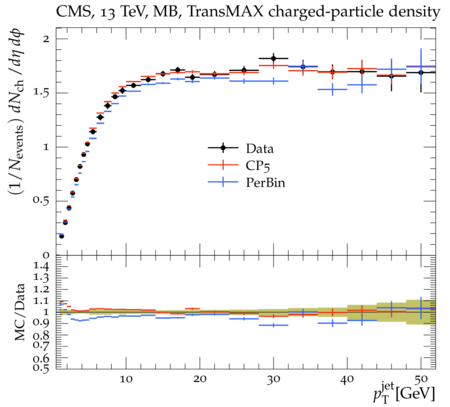 CMS, 13 TeV, MB, TransMAX charged-particle density
(1/N_events) dN_ch/dη dϕ
2
1.5
1
0.5
0
Data
CP5
PerBin
MC/Data
1.4
1.3
1.2
1.1
1
0.9
0.8
0.7
0.6
0.5
10 20 30 40 50
p_T^jet [GeV]